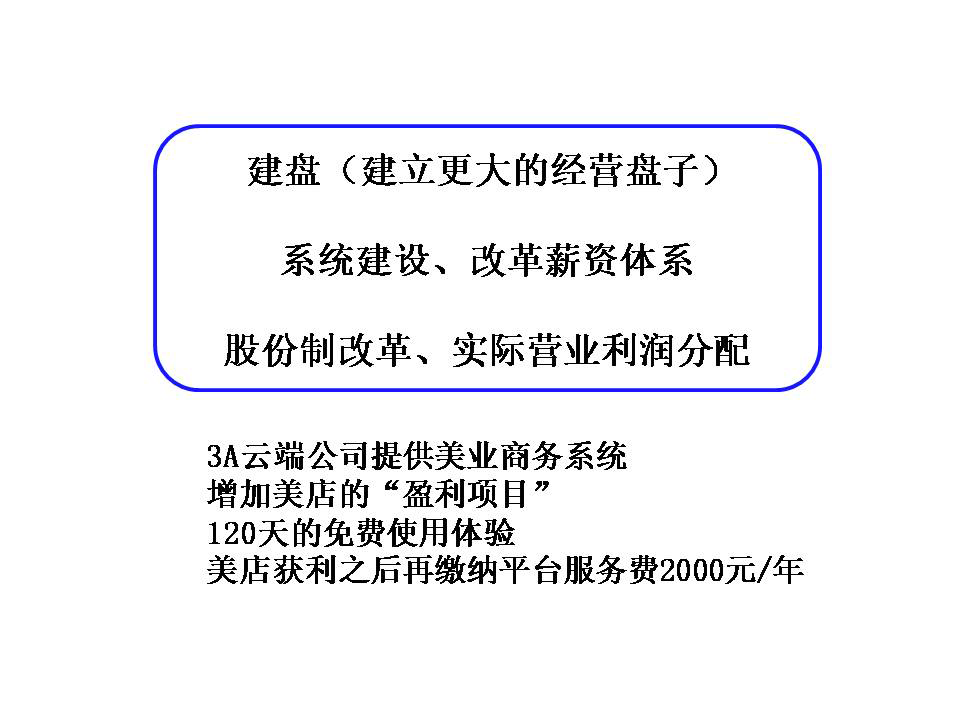 建盘（建立更大的经营盘子）
系统建设、改革薪资体系
股份制改革、实际营业利润分配
3A云端公司提供美业商务系统
增加美店的“盈利项目”
120天的免费使用体验
美店获利之后再缴纳平台服务费2000元/年